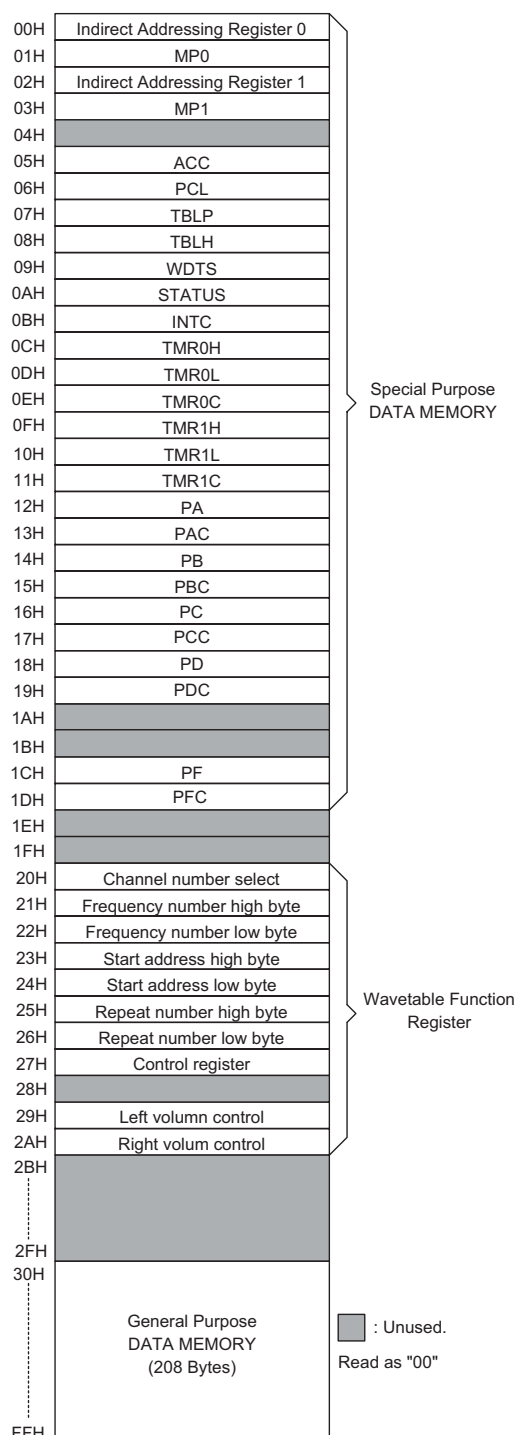 00H Indirect Addressing Register 0
01H MP0
02H Indirect Addressing Register 1
03H MP1
04H
05H ACC
06H PCL
07H TBLP
08H TBLH
09H WDTS
0AH STATUS
0BH INTC
0CH TMR0H
0DH TMR0L
0EH TMR0C
0FH TMR1H
10H TMR1L
11H TMR1C
12H PA
13H PAC
14H PB
15H PBC
16H PC
17H PCC
18H PD
19H PDC
1AH
1BH
1CH PF
1DH PFC
Special Purpose
DATA MEMORY
1EH
1FH
20H Channel number select
21H Frequency number high byte
22H Frequency number low byte
23H Start address high byte
24H Start address low byte
25H Repeat number high byte
26H Repeat number low byte
27H Control register
28H
29H Left volumn control
2AH Right volum control
Wavetable Function
Register
2BH
2FH
30H
General Purpose
DATA MEMORY
(208 Bytes)
: Unused.
Read as "00"
FFH